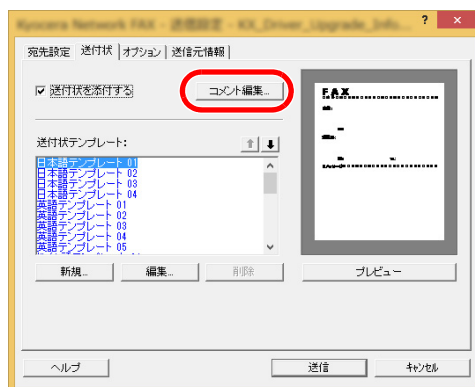 Kyocera Network FAX - 送信設定 - KX_Driver_Upgrade_Info... ? ×
宛先設定 送付状 オプション 送信元情報
送付状を添付する コメント編集...
FAX
送付状テンプレート:
日本語テンプレート 01
日本語テンプレート 02
日本語テンプレート 03
日本語テンプレート 04
英語テンプレート 01
英語テンプレート 02
英語テンプレート 03
英語テンプレート 04
英語テンプレート 05
新規... 編集... 削除 プレビュー
ヘルプ 送信 キャンセル